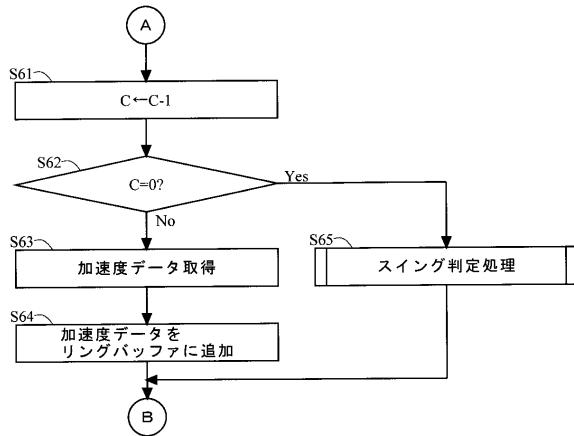 A
S61
C←C-1
S62
C=0?
Yes
No
S63
加速度データ取得
S65
スイング判定処理
S64
加速度データを
リングバッファに追加
B